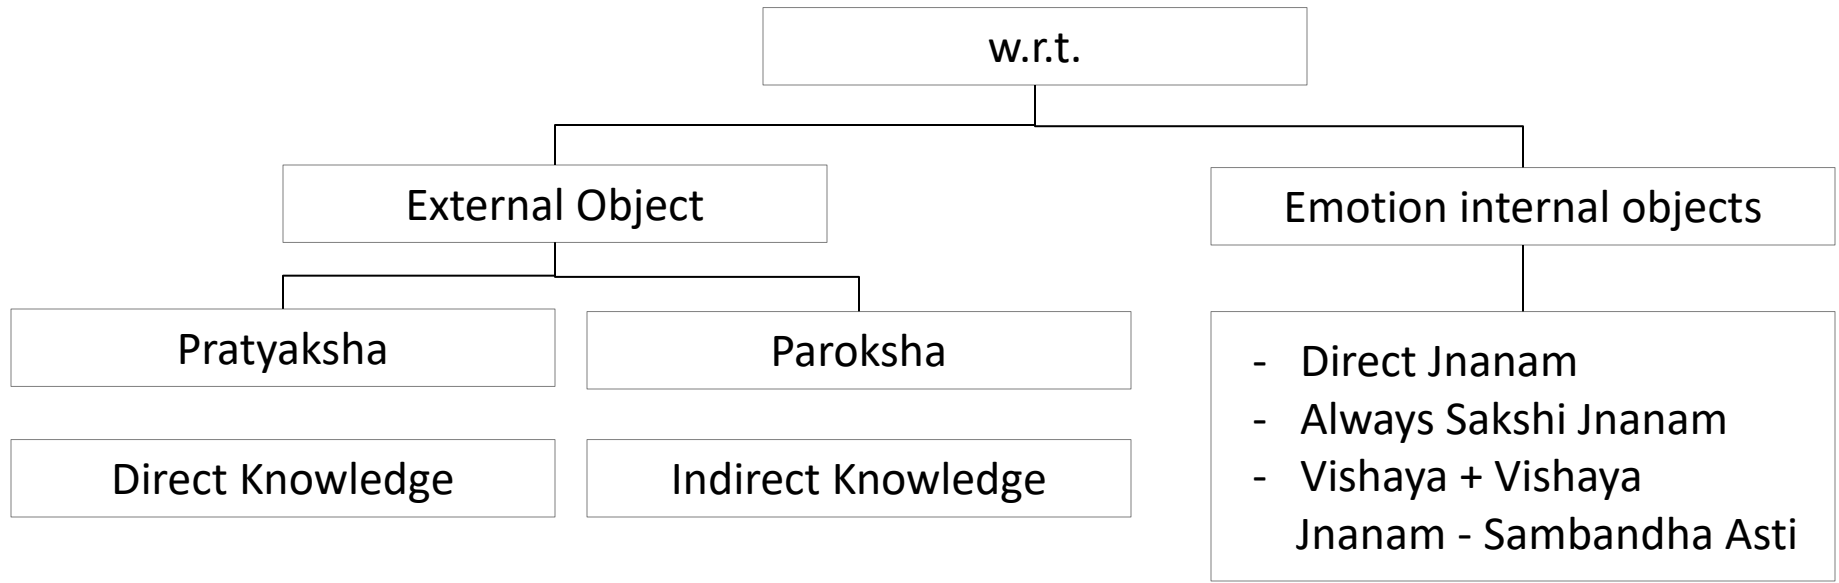 w.r.t.
External Object
Emotion internal objects
Pratyaksha
Paroksha
Direct Knowledge
Indirect Knowledge
- Direct Jnanam
- Always Sakshi Jnanam
- Vishaya + Vishaya
Jnanam - Sambandha Asti